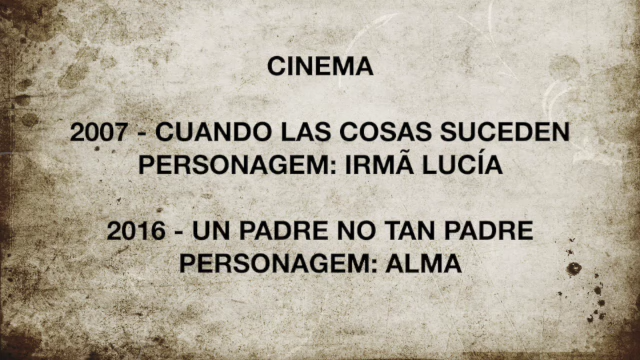 CINEMA
2007 - CUANDO LAS COSAS SUCEDEN
PERSONAGEM: IRMÃ LUCÍA
2016 - UN PADRE NO TAN PADRE
PERSONAGEM: ALMA